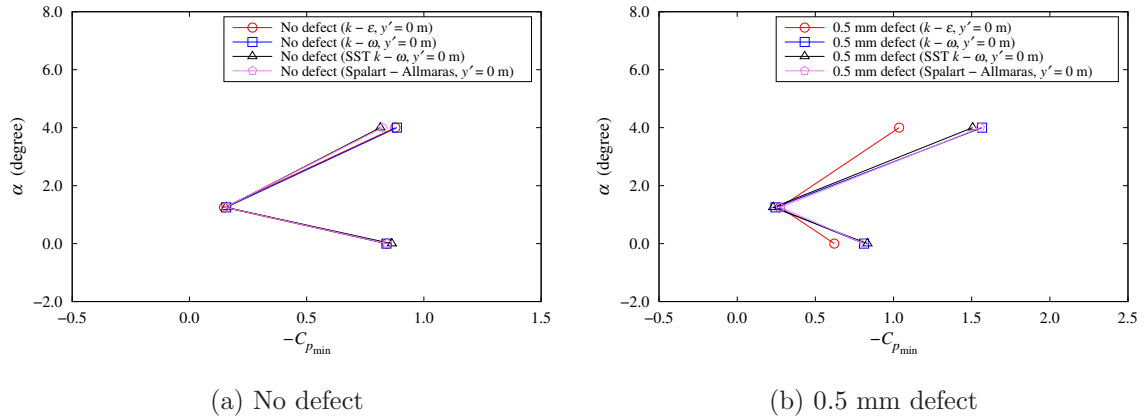 No defect (k − ε, y′ = 0 m)
No defect (k − ω, y′ = 0 m)
No defect (SST k − ω, y′ = 0 m)
No defect (Spalart − Allmaras, y′ = 0 m)
8.0
6.0
4.0
2.0
0.0
−2.0
α (degree)
−0.5 0.0 0.5 1.0 1.5
−C_{p_{min}}
(a) No defect
0.5 mm defect (k − ε, y′ = 0 m)
0.5 mm defect (k − ω, y′ = 0 m)
0.5 mm defect (SST k − ω, y′ = 0 m)
0.5 mm defect (Spalart − Allmaras, y′ = 0 m)
8.0
6.0
4.0
2.0
0.0
−2.0
α (degree)
−0.5 0.0 0.5 1.0 1.5 2.0 2.5
−C_{p_{min}}
(b) 0.5 mm defect